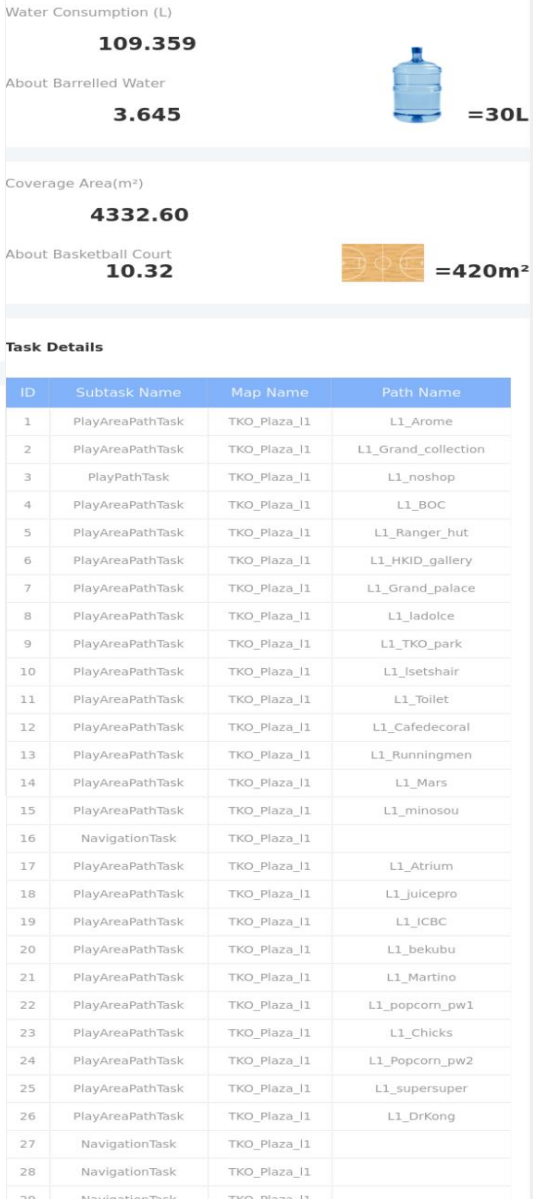 Water Consumption (L)
109.359
About Barrelled Water
3.645 =30L
Coverage Area(m²)
4332.60
About Basketball Court
10.32 =420m²
Task Details
ID Subtask Name Map Name Path Name
1 PlayAreaPathTask TKO_Plaza_l1 L1_Arome
2 PlayAreaPathTask TKO_Plaza_l1 L1_Grand_collection
3 PlayPathTask TKO_Plaza_l1 L1_noshop
4 PlayAreaPathTask TKO_Plaza_l1 L1_BOC
5 PlayAreaPathTask TKO_Plaza_l1 L1_Ranger_hut
6 PlayAreaPathTask TKO_Plaza_l1 L1_HKID_gallery
7 PlayAreaPathTask TKO_Plaza_l1 L1_Grand_palace
8 PlayAreaPathTask TKO_Plaza_l1 L1_ladolce
9 PlayAreaPathTask TKO_Plaza_l1 L1_TKO_park
10 PlayAreaPathTask TKO_Plaza_l1 L1_lsetshair
11 PlayAreaPathTask TKO_Plaza_l1 L1_Toilet
12 PlayAreaPathTask TKO_Plaza_l1 L1_Cafedecoral
13 PlayAreaPathTask TKO_Plaza_l1 L1_Runningmen
14 PlayAreaPathTask TKO_Plaza_l1 L1_Mars
15 PlayAreaPathTask TKO_Plaza_l1 L1_minosou
16 NavigationTask TKO_Plaza_l1
17 PlayAreaPathTask TKO_Plaza_l1 L1_Atrium
18 PlayAreaPathTask TKO_Plaza_l1 L1_juicepro
19 PlayAreaPathTask TKO_Plaza_l1 L1_ICBC
20 PlayAreaPathTask TKO_Plaza_l1 L1_bekubu
21 PlayAreaPathTask TKO_Plaza_l1 L1_Martino
22 PlayAreaPathTask TKO_Plaza_l1 L1_popcorn_pw1
23 PlayAreaPathTask TKO_Plaza_l1 L1_Chicks
24 PlayAreaPathTask TKO_Plaza_l1 L1_Popcorn_pw2
25 PlayAreaPathTask TKO_Plaza_l1 L1_supersuper
26 PlayAreaPathTask TKO_Plaza_l1 L1_DrKong
27 NavigationTask TKO_Plaza_l1
28 NavigationTask TKO_Plaza_l1